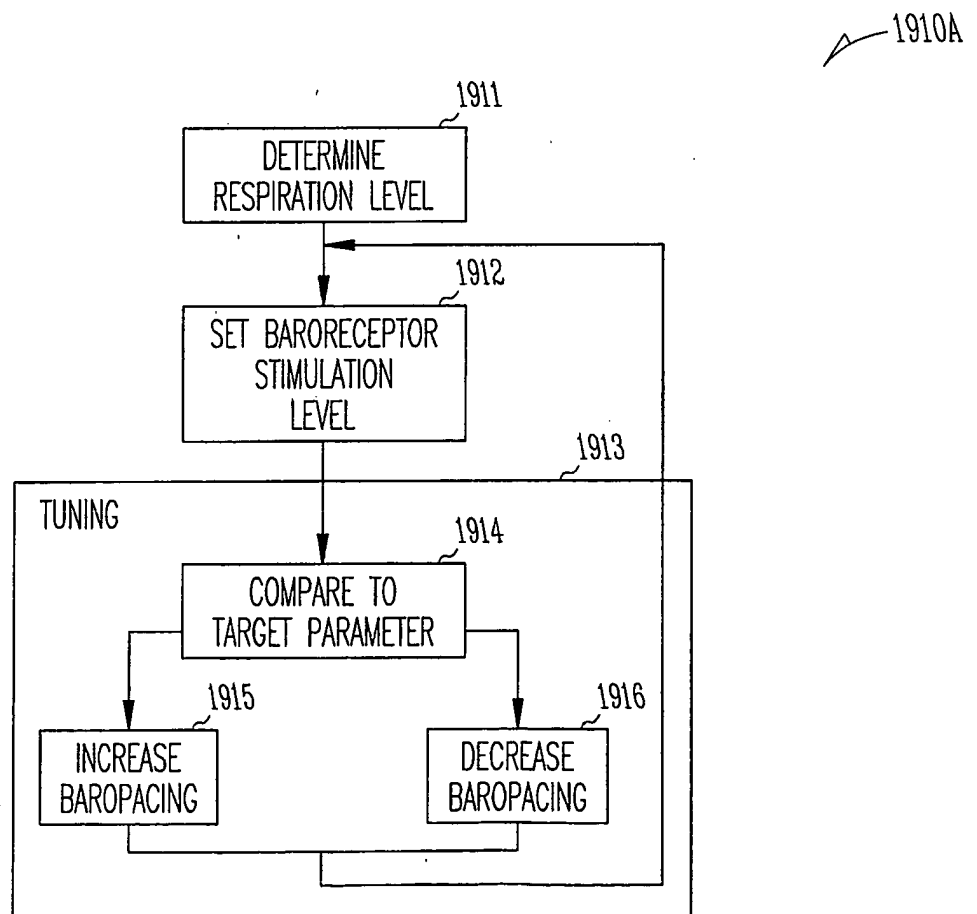 1910A
1911
DETERMINE
RESPIRATION LEVEL
1912
SET BARORECEPTOR
STIMULATION
LEVEL
1913
TUNING
1914
COMPARE TO
TARGET PARAMETER
1915
INCREASE
BAROPACING
1916
DECREASE
BAROPACING